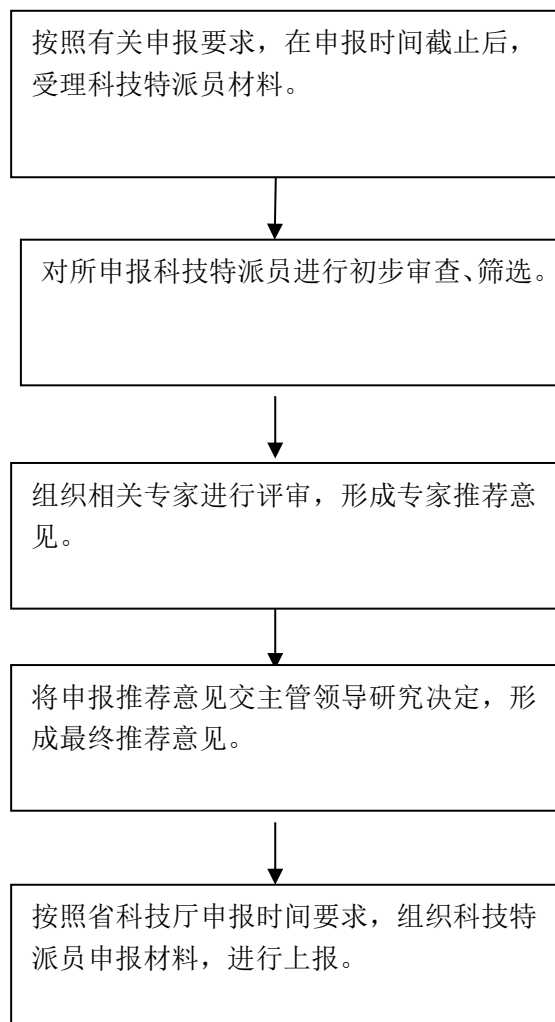 按照有关申报要求，在申报时间截止后，
受理科技特派员材料。
对所申报科技特派员进行初步审查、筛选。
组织相关专家进行评审，形成专家推荐意
见。
将申报推荐意见交主管领导研究决定，形
成最终推荐意见。
按照省科技厅申报时间要求，组织科技特
派员申报材料，进行上报。